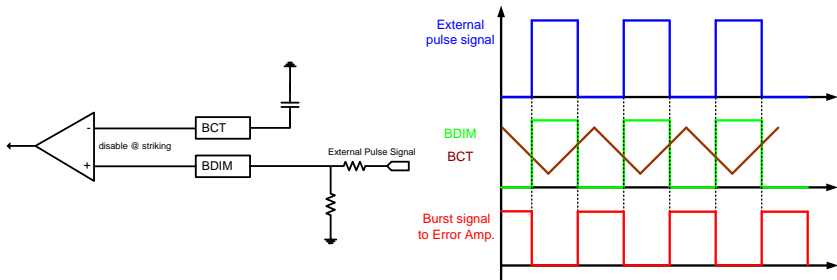 -
disable @ striking
+
BCT
BDIM
External Pulse Signal
External
pulse signal
BDIM
BCT
Burst signal
to Error Amp.